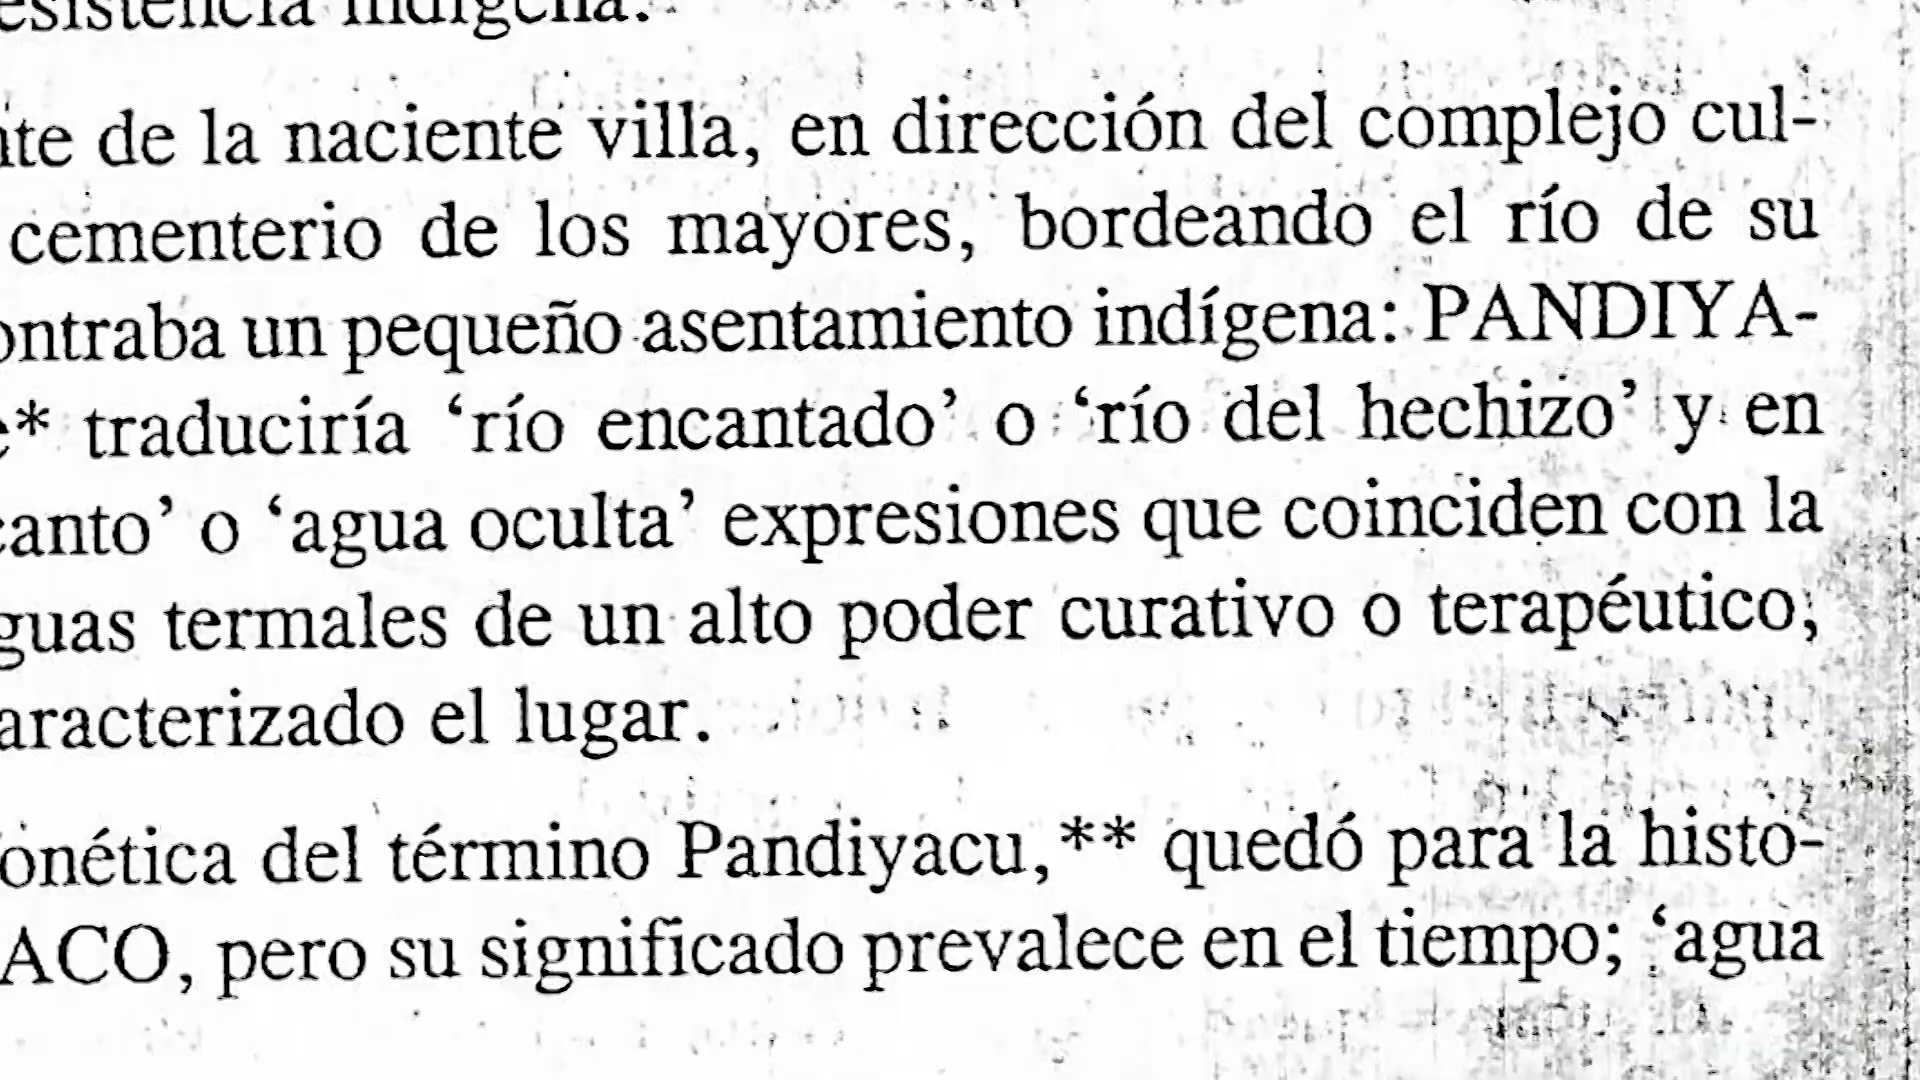 esistencia indígena.
te de la naciente villa, en dirección del complejo cul-
cementerio de los mayores, bordeando el río de su
ontraba un pequeño asentamiento indígena: PANDIYA-
e* traduciría ‘río encantado’ o ‘río del hechizo’ y en
canto’ o ‘agua oculta’ expresiones que coinciden con la
guas termales de un alto poder curativo o terapéutico,
aracterizado el lugar.
onética del término Pandiyacu,** quedó para la histo-
ACO, pero su significado prevalece en el tiempo; ‘agua